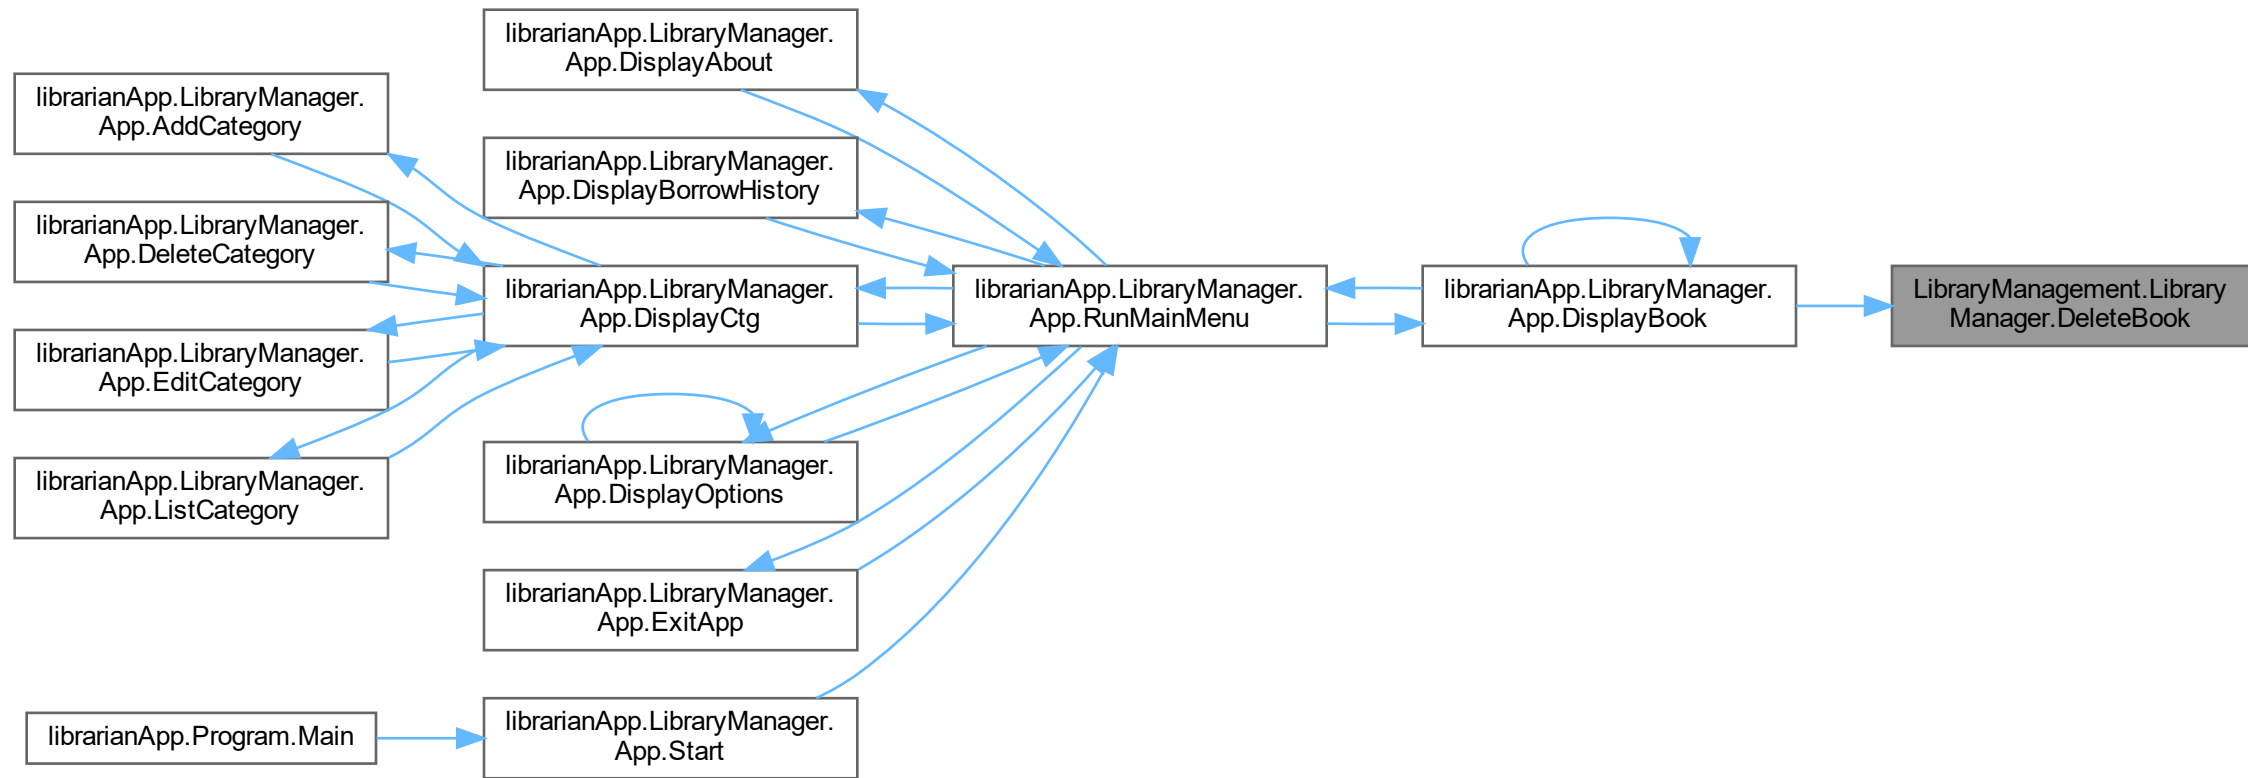 librarianApp.LibraryManager.
App.AddCategory
librarianApp.LibraryManager.
App.DeleteCategory
librarianApp.LibraryManager.
App.EditCategory
librarianApp.LibraryManager.
App.ListCategory
librarianApp.Program.Main
librarianApp.LibraryManager.
App.DisplayAbout
librarianApp.LibraryManager.
App.DisplayBorrowHistory
librarianApp.LibraryManager.
App.DisplayCtg
librarianApp.LibraryManager.
App.DisplayOptions
librarianApp.LibraryManager.
App.ExitApp
librarianApp.LibraryManager.
App.Start
librarianApp.LibraryManager.
App.RunMainMenu
librarianApp.LibraryManager.
App.DisplayBook
LibraryManagement.Library
Manager.DeleteBook